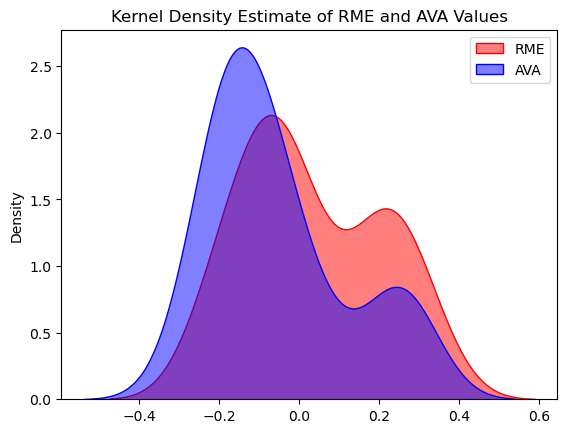 Kernel Density Estimate of RME and AVA Values
RME
AVA
Density
2.5
2.0
1.5
1.0
0.5
0.0
−0.4 −0.2 0.0 0.2 0.4 0.6